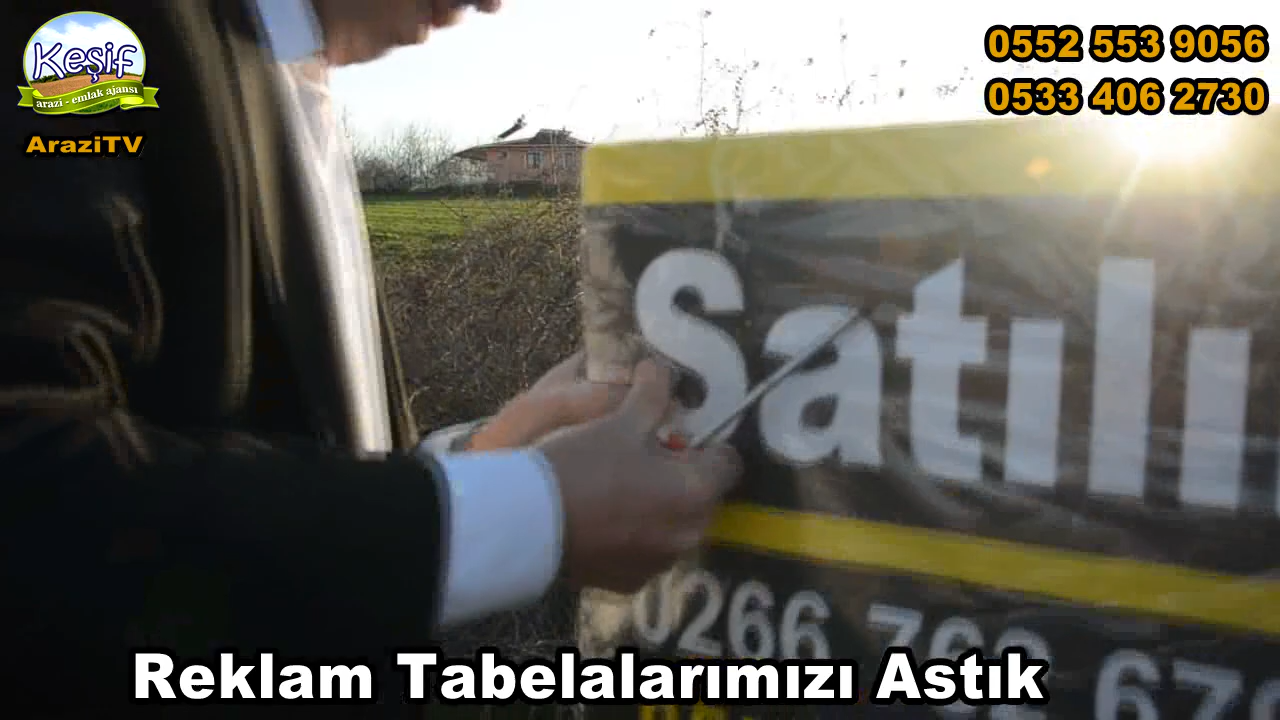 Keşif
arazi - emlak ajansı
AraziTV
0552 553 9056
0533 406 2730
Satılı
0266
Reklam Tabelalarımızı Astık